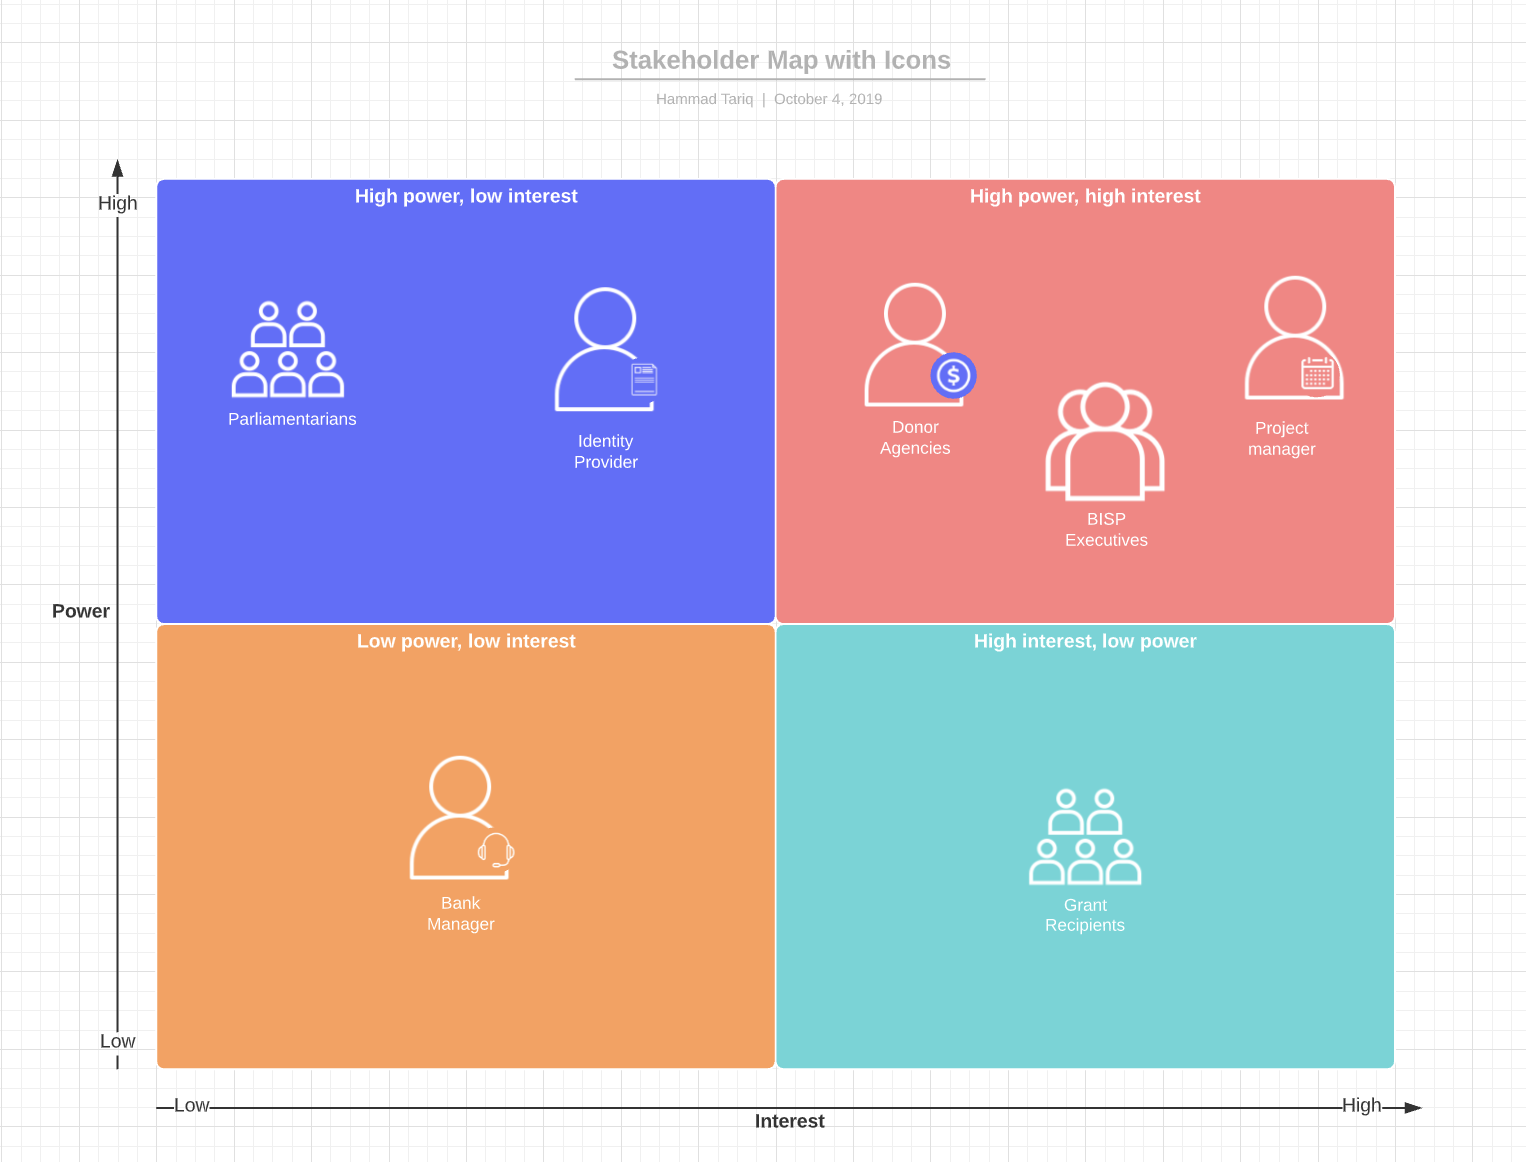 Stakeholder Map with Icons
Hammad Tariq | October 4, 2019
High
Power
Low
High power, low interest
Parliamentarians
Identity
Provider
High power, high interest
Donor
Agencies
BISP
Executives
Project
manager
Low power, low interest
Bank
Manager
High interest, low power
Grant
Recipients
Low
Interest
High